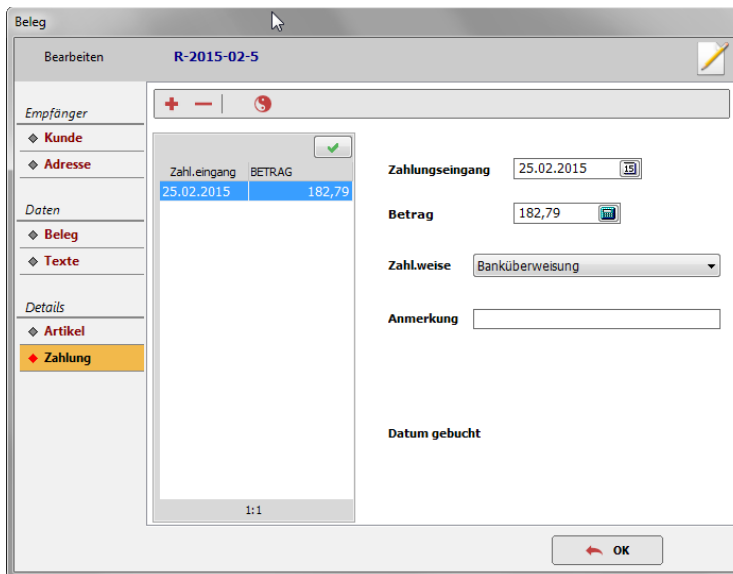 Beleg
Bearbeiten R-2015-02-5
Empfänger
Kunde
Adresse
Daten
Beleg
Texte
Details
Artikel
Zahlung
Zahl.eingang BETRAG
25.02.2015 182,79
1:1
Zahlungseingang 25.02.2015 15
Betrag 182,79
Zahl.weise Banküberweisung
Anmerkung
Datum gebucht
OK